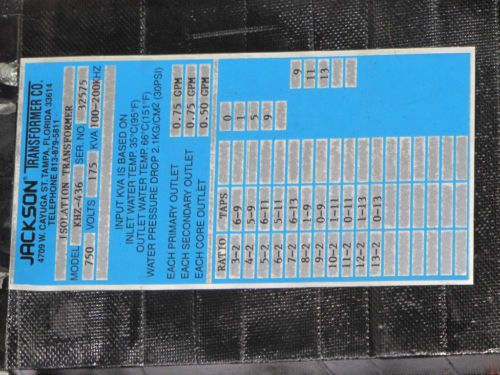 JACKSON TRANSFORMER CO.
4709 W. CAYUGA ST. TAMPA, FLORIDA 33614
TELEPHONE 813-879-5811
ISOLATION TRANSFORMER
MODEL KHZ-436 SER. NO. 32575
750 VOLTS 175 KVA 100-200KHZ
INPUT KVA IS BASED ON
INLET WATER TEMP. 35°C(95°F)
OUTLET WATER TEMP. 66°C(151°F)
WATER PRESSURE DROP 2.1KG/CM2 (30PSI)
EACH PRIMARY OUTLET 0.75 GPM
EACH SECONDARY OUTLET 0.75 GPM
EACH CORE OUTLET 0.50 GPM
RATIO TAPS 0
3-2 6-9 1
4-2 5-9 5
5-2 6-11 9
6-2 5-11
7-2 6-13 9
8-2 1-9 11
9-2 0-9 13
10-2 1-11
11-2 0-11
12-2 1-13
13-2 0-13